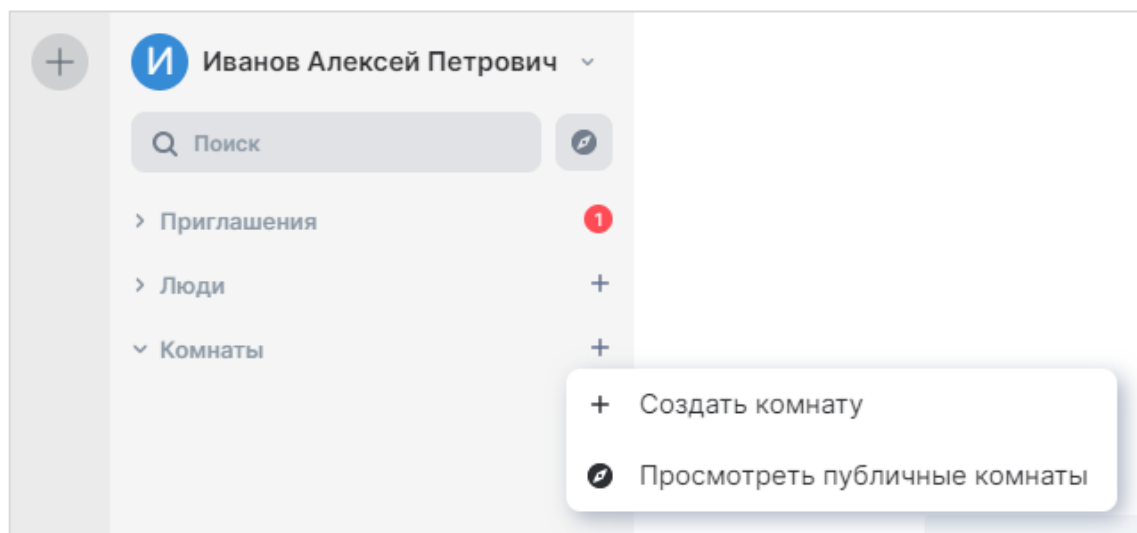 И Иванов Алексей Петрович
Поиск
Приглашения 1
Люди
Комнаты
Создать комнату
Просмотреть публичные комнаты